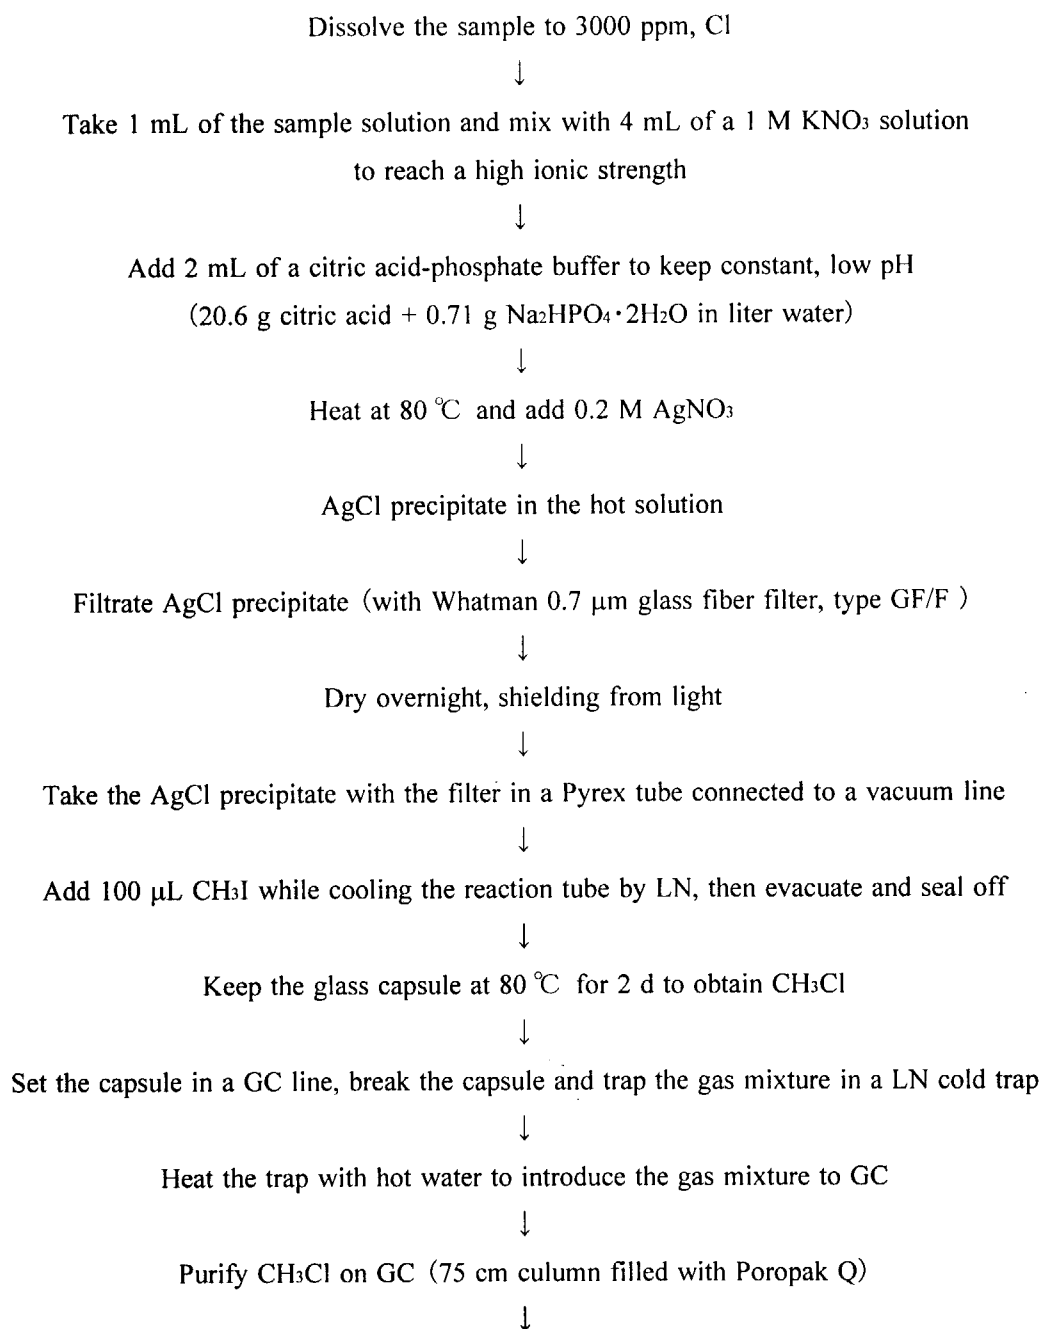 Dissolve the sample to 3000 ppm, Cl
↓
Take 1 mL of the sample solution and mix with 4 mL of a 1 M KNO₃ solution
to reach a high ionic strength
↓
Add 2 mL of a citric acid-phosphate buffer to keep constant, low pH
(20.6 g citric acid + 0.71 g Na₂HPO₄·2H₂O in liter water)
↓
Heat at 80 ℃ and add 0.2 M AgNO₃
↓
AgCl precipitate in the hot solution
↓
Filtrate AgCl precipitate (with Whatman 0.7 μm glass fiber filter, type GF/F )
↓
Dry overnight, shielding from light
↓
Take the AgCl precipitate with the filter in a Pyrex tube connected to a vacuum line
↓
Add 100 μL CH₃I while cooling the reaction tube by LN, then evacuate and seal off
↓
Keep the glass capsule at 80 ℃ for 2 d to obtain CH₃Cl
↓
Set the capsule in a GC line, break the capsule and trap the gas mixture in a LN cold trap
↓
Heat the trap with hot water to introduce the gas mixture to GC
↓
Purify CH₃Cl on GC (75 cm culumn filled with Poropak Q)
↓